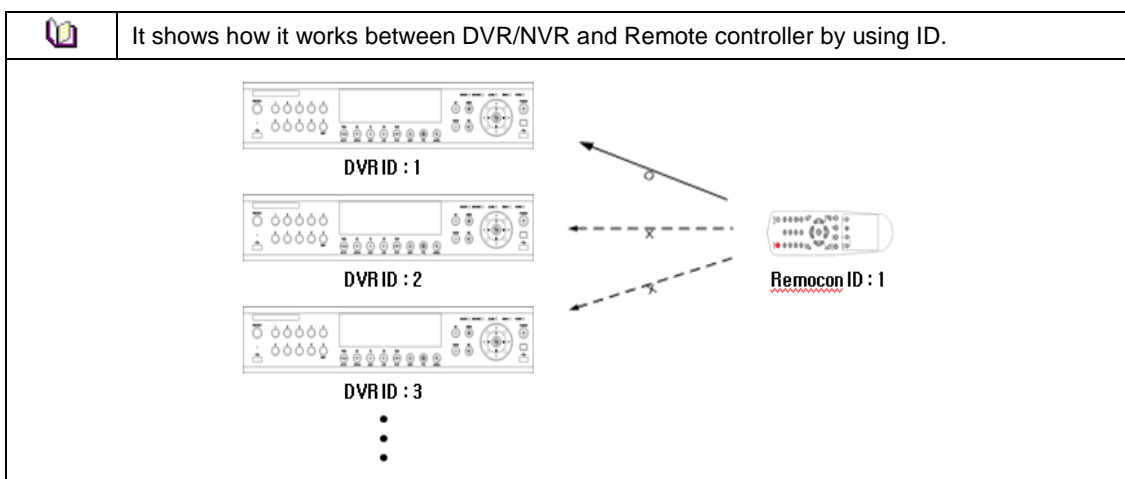 It shows how it works between DVR/NVR and Remote controller by using ID.
DVR ID : 1
O
X
DVR ID : 2
Remocon ID : 1
X
DVR ID : 3